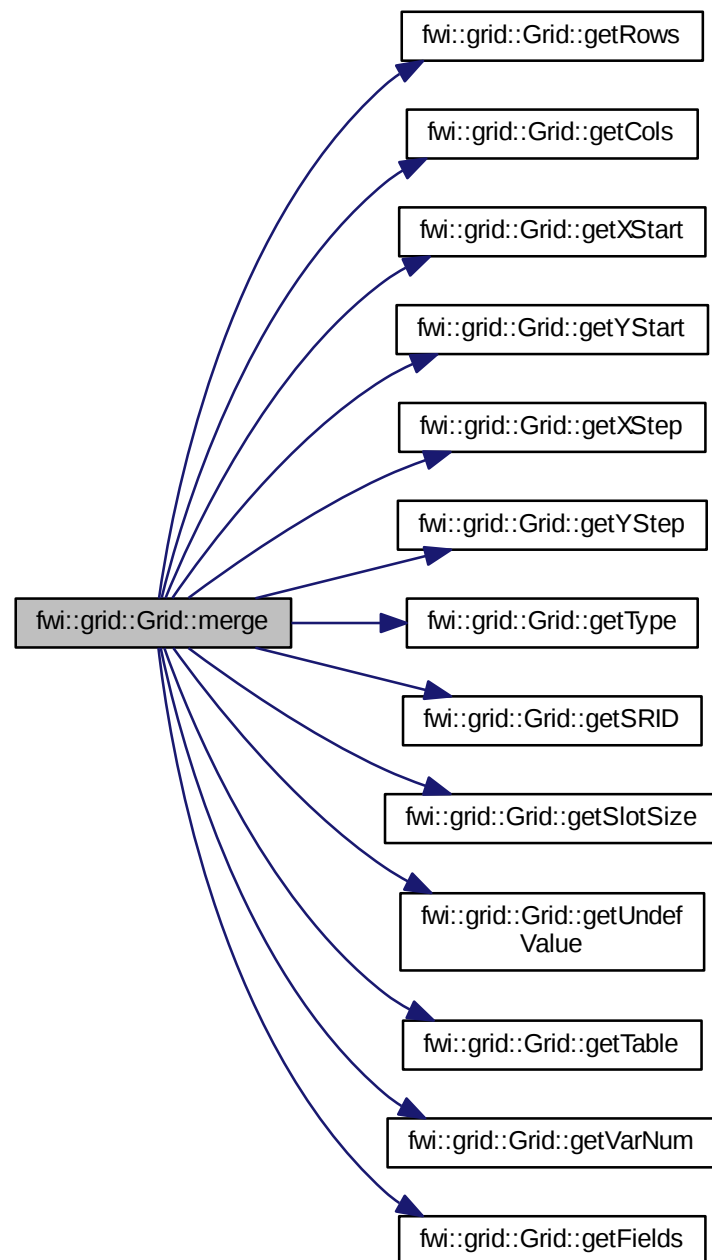 fwi::grid::Grid::getRows
fwi::grid::Grid::getCols
fwi::grid::Grid::getXStart
fwi::grid::Grid::getYStart
fwi::grid::Grid::getXStep
fwi::grid::Grid::getYStep
fwi::grid::Grid::merge
fwi::grid::Grid::getType
fwi::grid::Grid::getSRID
fwi::grid::Grid::getSlotSize
fwi::grid::Grid::getUndef
Value
fwi::grid::Grid::getTable
fwi::grid::Grid::getVarNum
fwi::grid::Grid::getFields